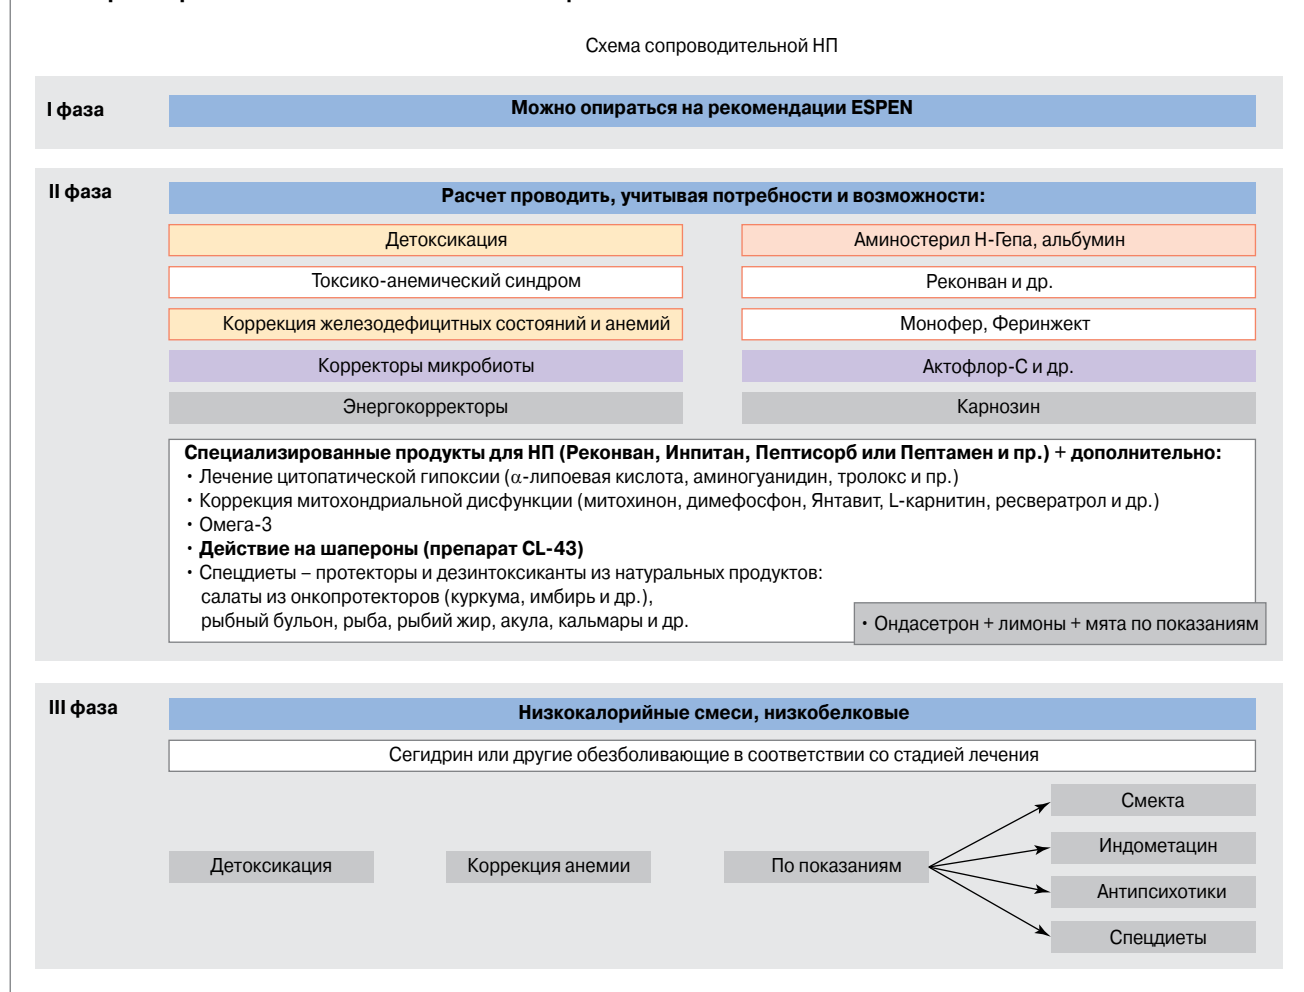 Схема сопроводительной НП
I фаза
Можно опираться на рекомендации ESPEN
II фаза
Расчет проводить, учитывая потребности и возможности:
Детоксикация
Аминостерил Н-Гепа, альбумин
Токсико-анемический синдром
Реконван и др.
Коррекция железодефицитных состояний и анемий
Монофер, Феринжект
Корректоры микробиоты
Актофлор-С и др.
Энергокорректоры
Карнозин
Специализированные продукты для НП (Реконван, Инпитан, Пептисорб или Пептамен и пр.) + дополнительно:
• Лечение цитопатической гипоксии (α-липоевая кислота, аминогуанидин, тролокс и пр.)
• Коррекция митохондриальной дисфункции (митохинон, димефосфон, Янтавит, L-карнитин, ресвератрол и др.)
• Омега-3
• Действие на шапероны (препарат CL-43)
• Спецдиеты – протекторы и дезинтоксиканты из натуральных продуктов:
салаты из онкопротекторов (куркума, имбирь и др.),
рыбный бульон, рыба, рыбий жир, акула, кальмары и др.
• Ондасетрон + лимоны + мята по показаниям
III фаза
Низкокалорийные смеси, низкобелковые
Сегидрин или другие обезболивающие в соответствии со стадией лечения
Смекта
Индометацин
Детоксикация
Коррекция анемии
По показаниям
Антипсихотики
Спецдиеты